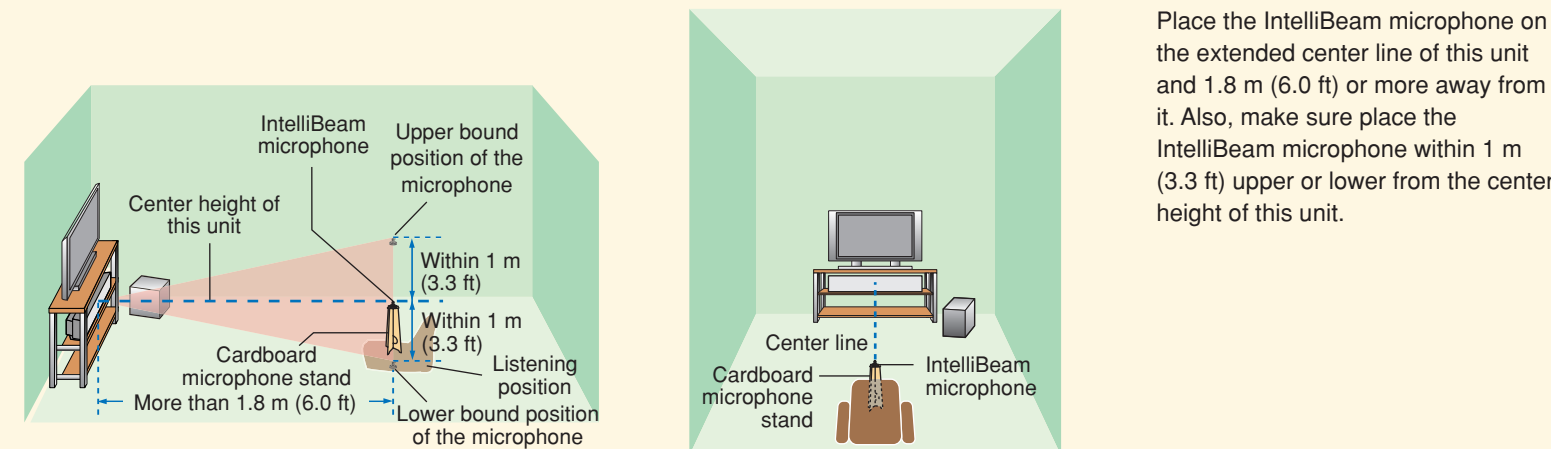 IntelliBeam
microphone
Upper bound
position of the
microphone
Center height of
this unit
Within 1 m
(3.3 ft)
Within 1 m
(3.3 ft)
Cardboard
microphone stand
Listening
position
More than 1.8 m (6.0 ft)
Lower bound position
of the microphone
Center line
Cardboard
microphone
stand
IntelliBeam
microphone
Place the IntelliBeam microphone on
the extended center line of this unit
and 1.8 m (6.0 ft) or more away from
it. Also, make sure place the
IntelliBeam microphone within 1 m
(3.3 ft) upper or lower from the center
height of this unit.